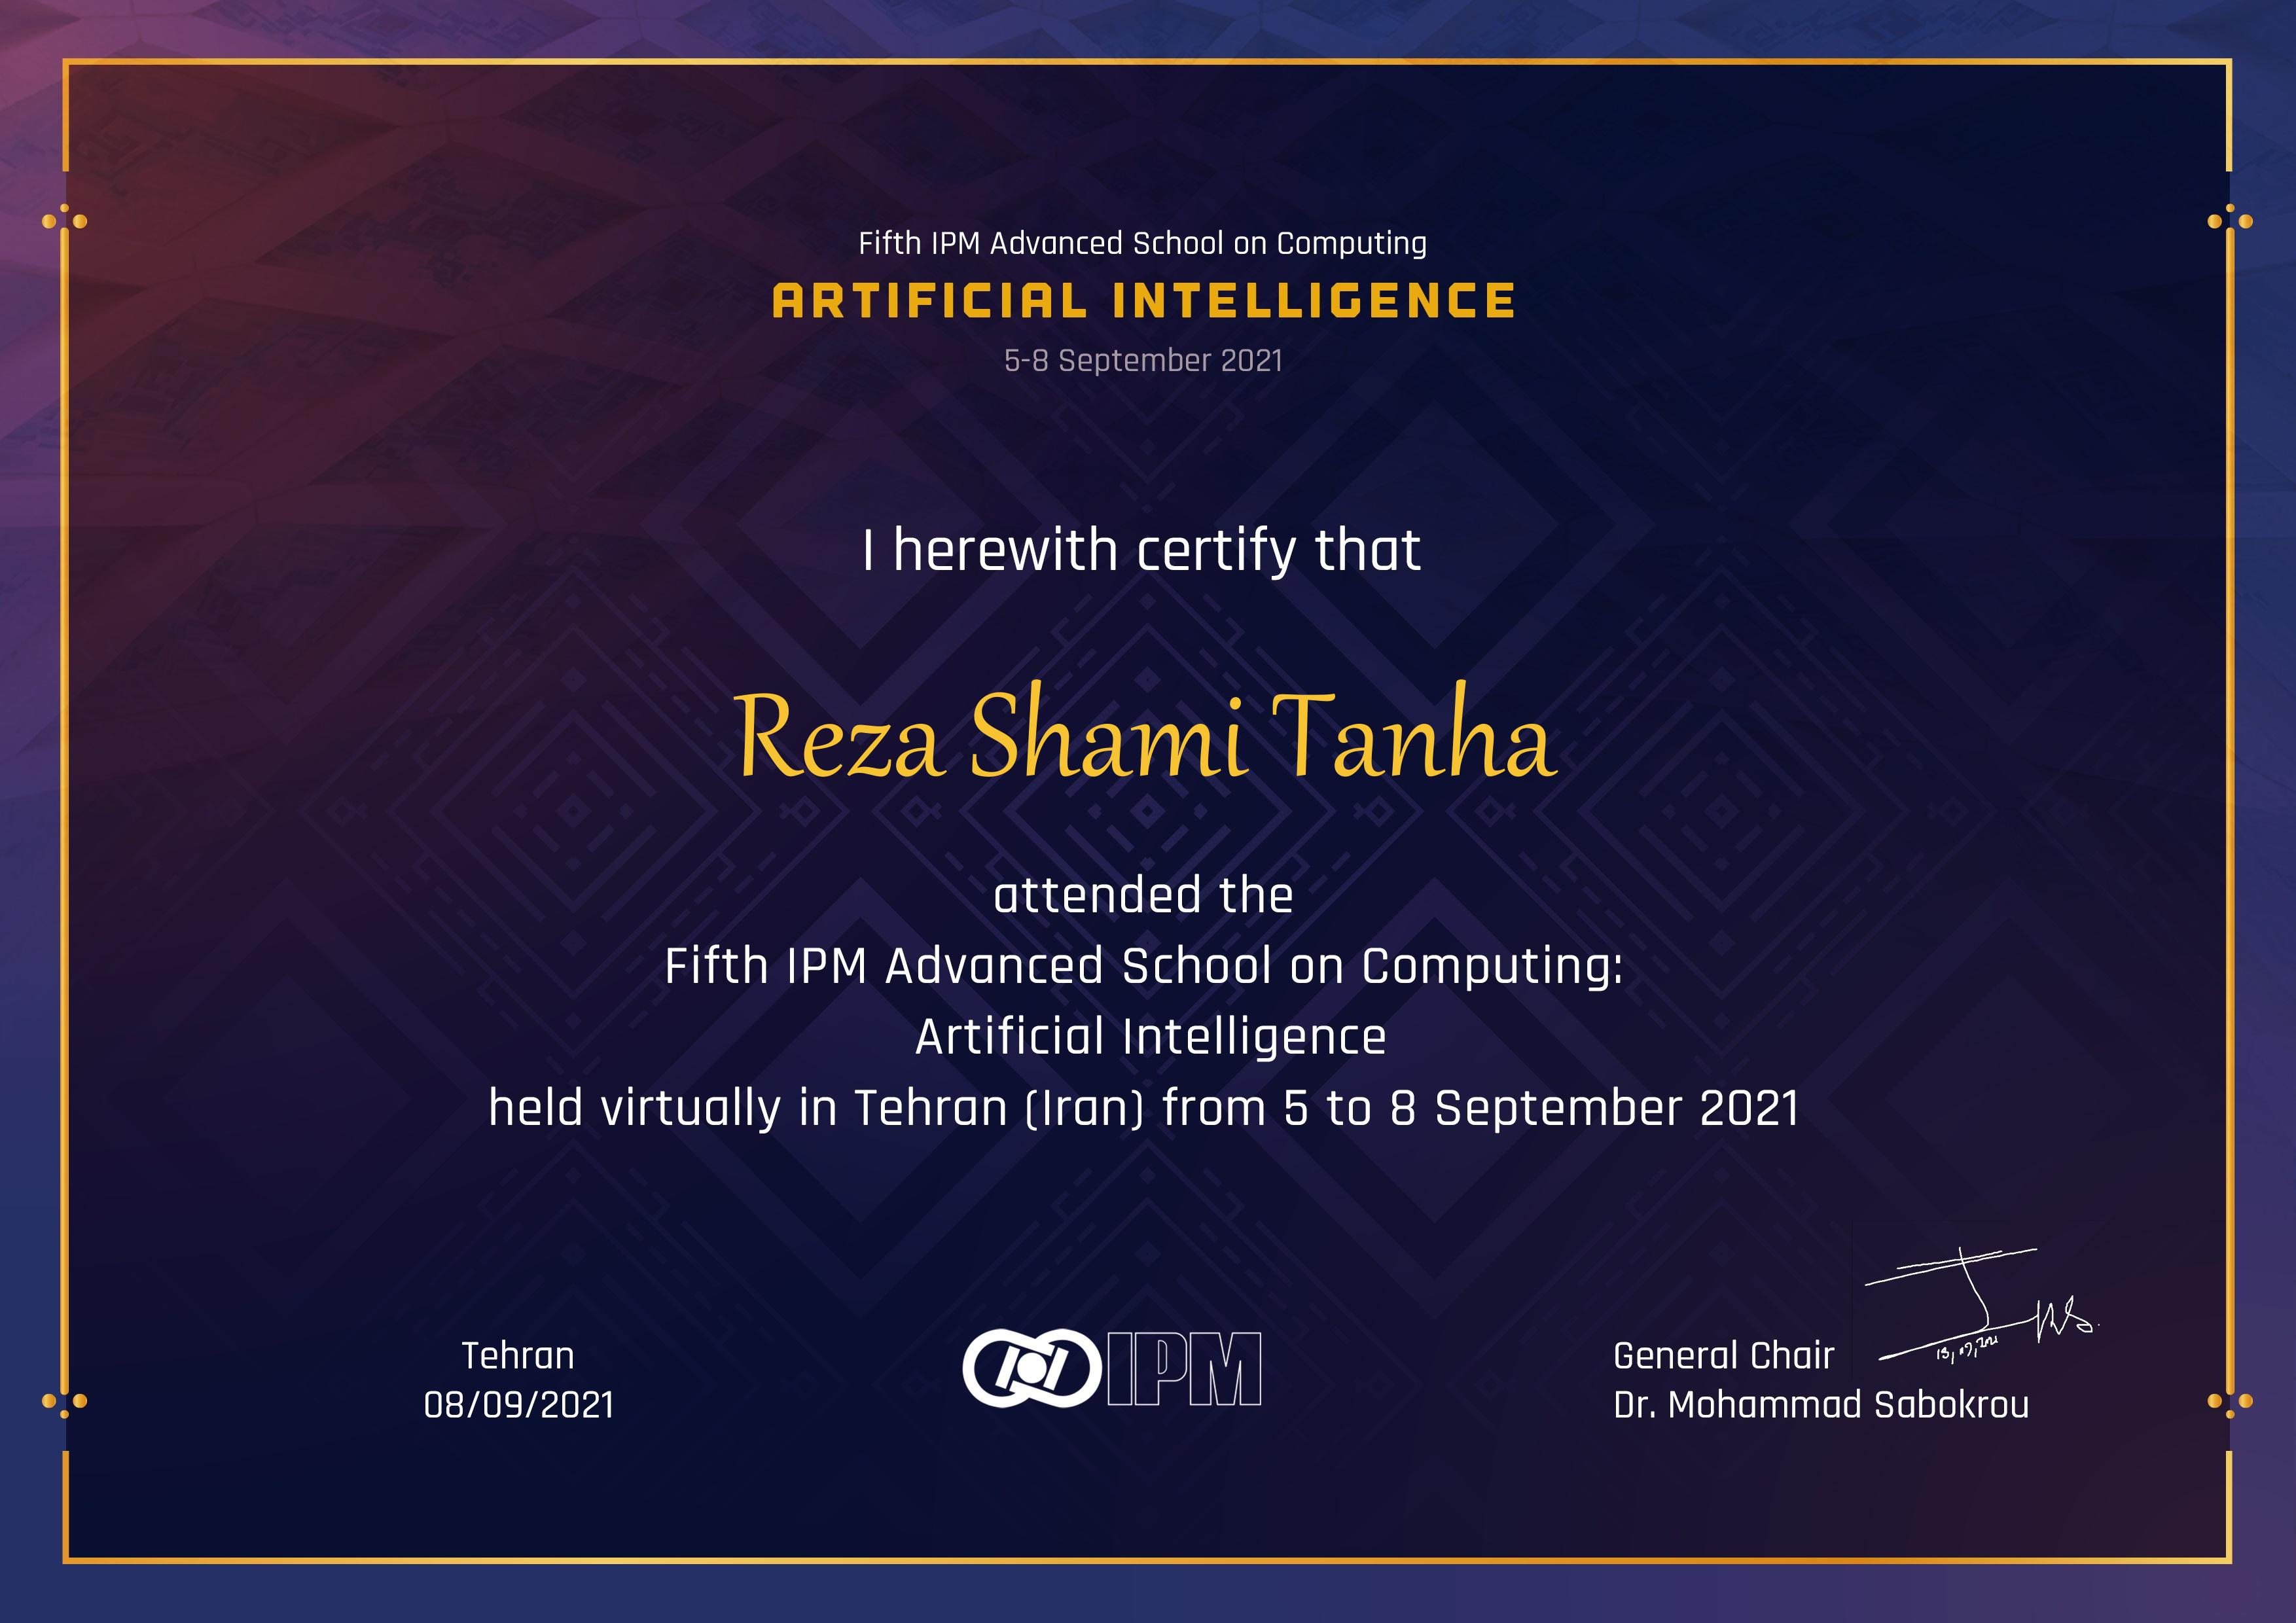 Fifth IPM Advanced School on Computing
ARTIFICIAL INTELLIGENCE
5-8 September 2021
I herewith certify that
Reza Shami Tanha
attended the
Fifth IPM Advanced School on Computing:
Artificial Intelligence
held virtually in Tehran (Iran) from 5 to 8 September 2021
Tehran
08/09/2021
IPM
General Chair
Dr. Mohammad Sabokrou